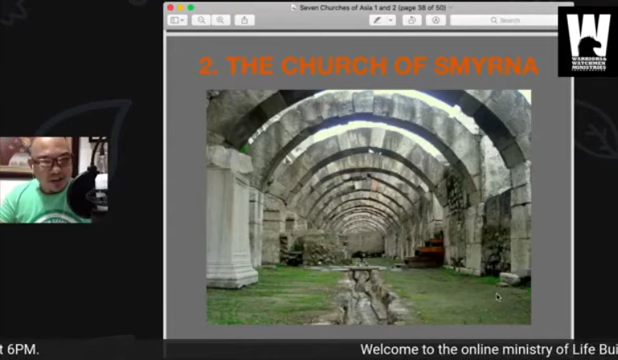 Seven Churches of Asia 1 and 2 (page 38 of 50)
Search
W
WARRIORS &
WATCHMEN
MINISTRIES
2. THE CHURCH OF SMYRNA
t 6PM.
Welcome to the online ministry of Life Bui